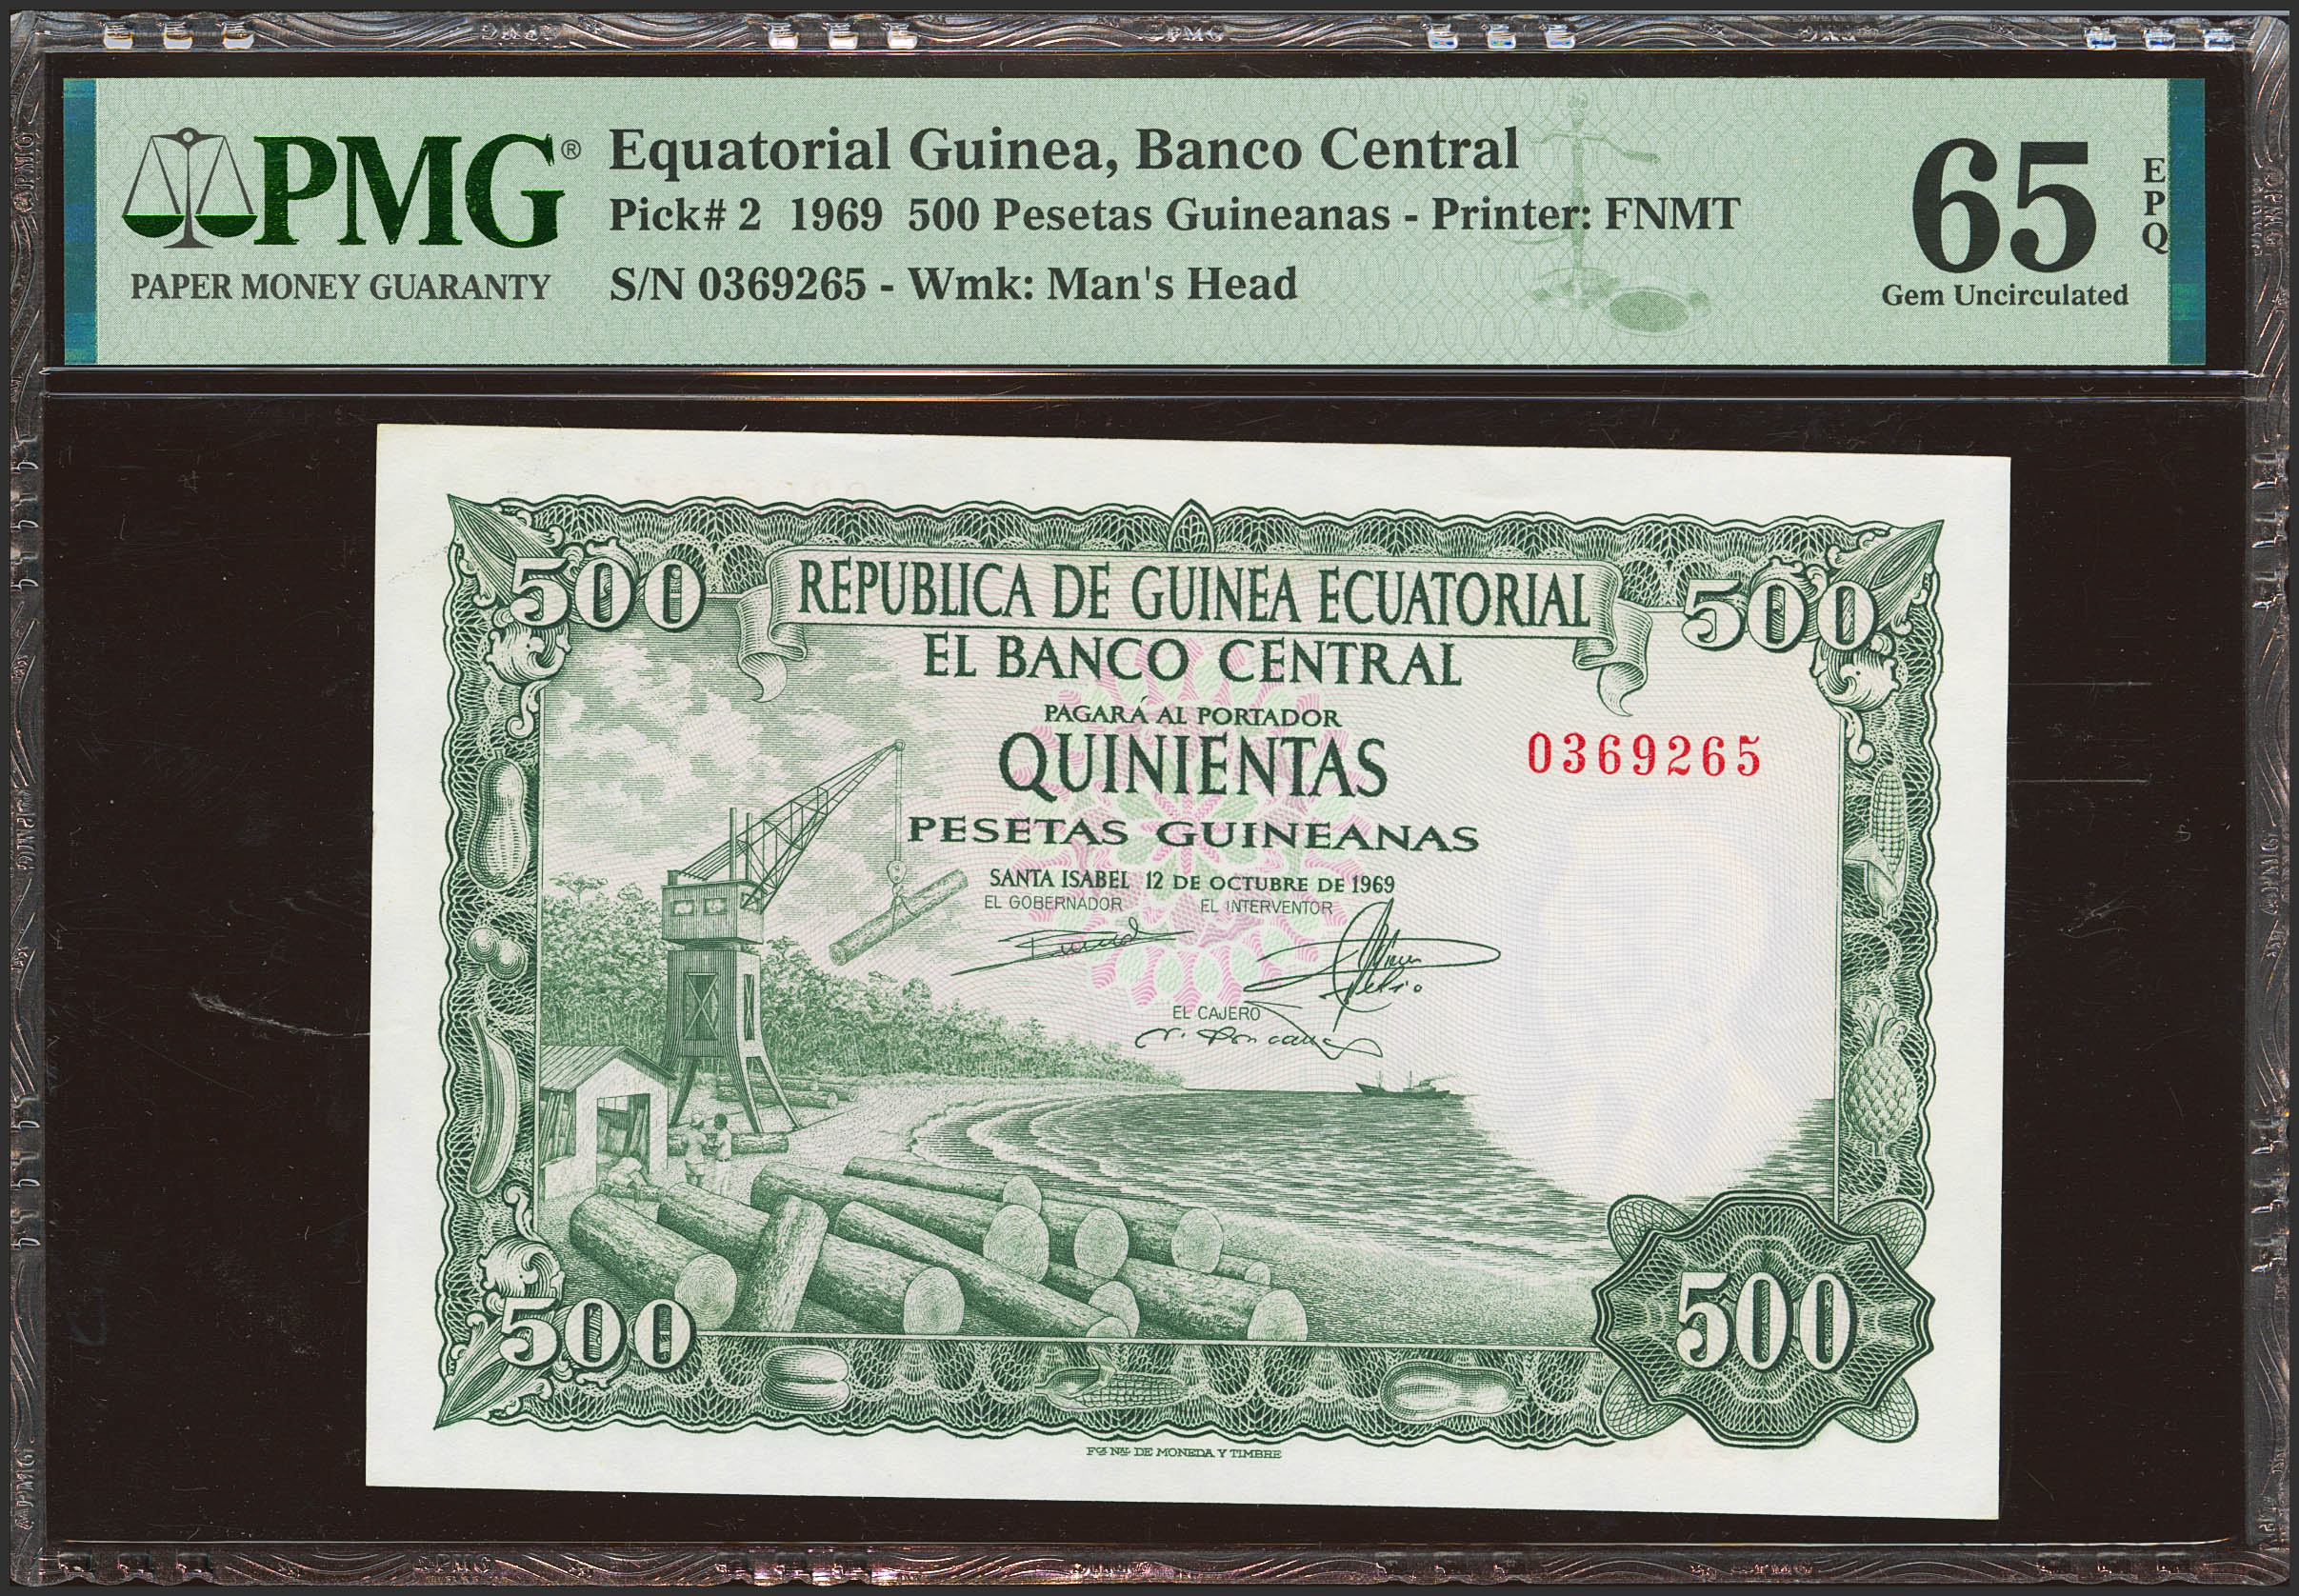 PMG®
PAPER MONEY GUARANTY
Equatorial Guinea, Banco Central
Pick# 2 1969 500 Pesetas Guineanas - Printer: FNMT
S/N 0369265 - Wmk: Man's Head
65
EPQ
Gem Uncirculated
500
REPUBLICA DE GUINEA ECUATORIAL
500
EL BANCO CENTRAL
PAGARÁ AL PORTADOR
QUINIENTAS
0369265
PESETAS GUINEANAS
SANTA ISABEL 12 DE OCTUBRE DE 1969
EL GOBERNADOR EL INTERVENTOR
EL CAJERO
500
500
FCA NAL DE MONEDA Y TIMBRE